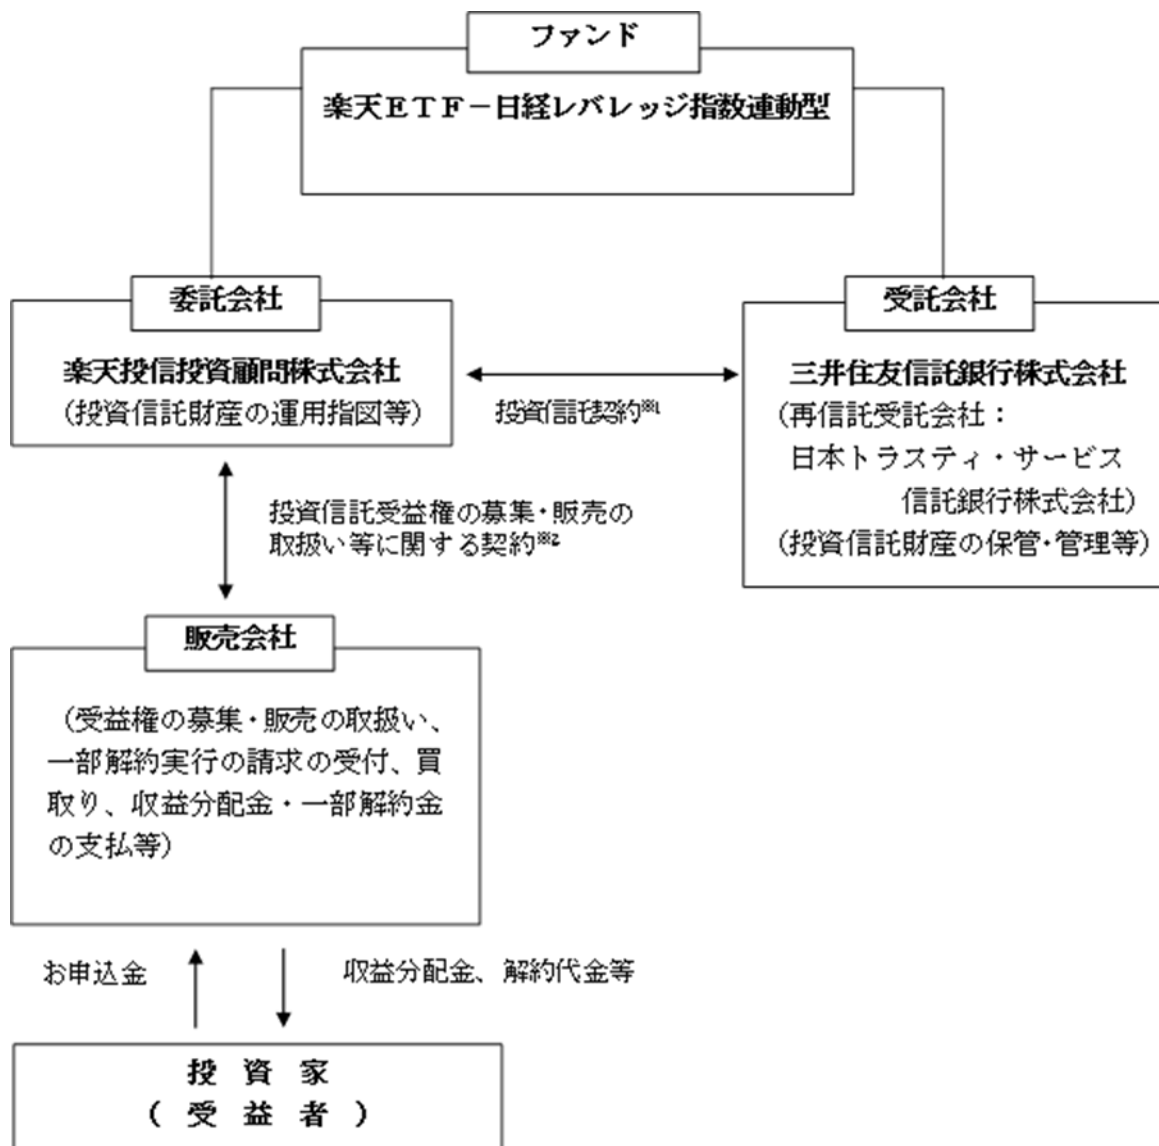 ファンド
楽天ETF－日経レバレッジ指数連動型
委託会社
楽天投信投資顧問株式会社
(投資信託財産の運用指図等)
投資信託契約※1
受託会社
三井住友信託銀行株式会社
(再信託受託会社：
日本トラスティ・サービス
信託銀行株式会社)
(投資信託財産の保管・管理等)
投資信託受益権の募集・販売の
取扱い等に関する契約※2
販売会社
(受益権の募集・販売の取扱い、
一部解約実行の請求の受付、買
取り、収益分配金・一部解約金
の支払等)
お申込金
収益分配金、解約代金等
投 資 家
( 受 益 者 )